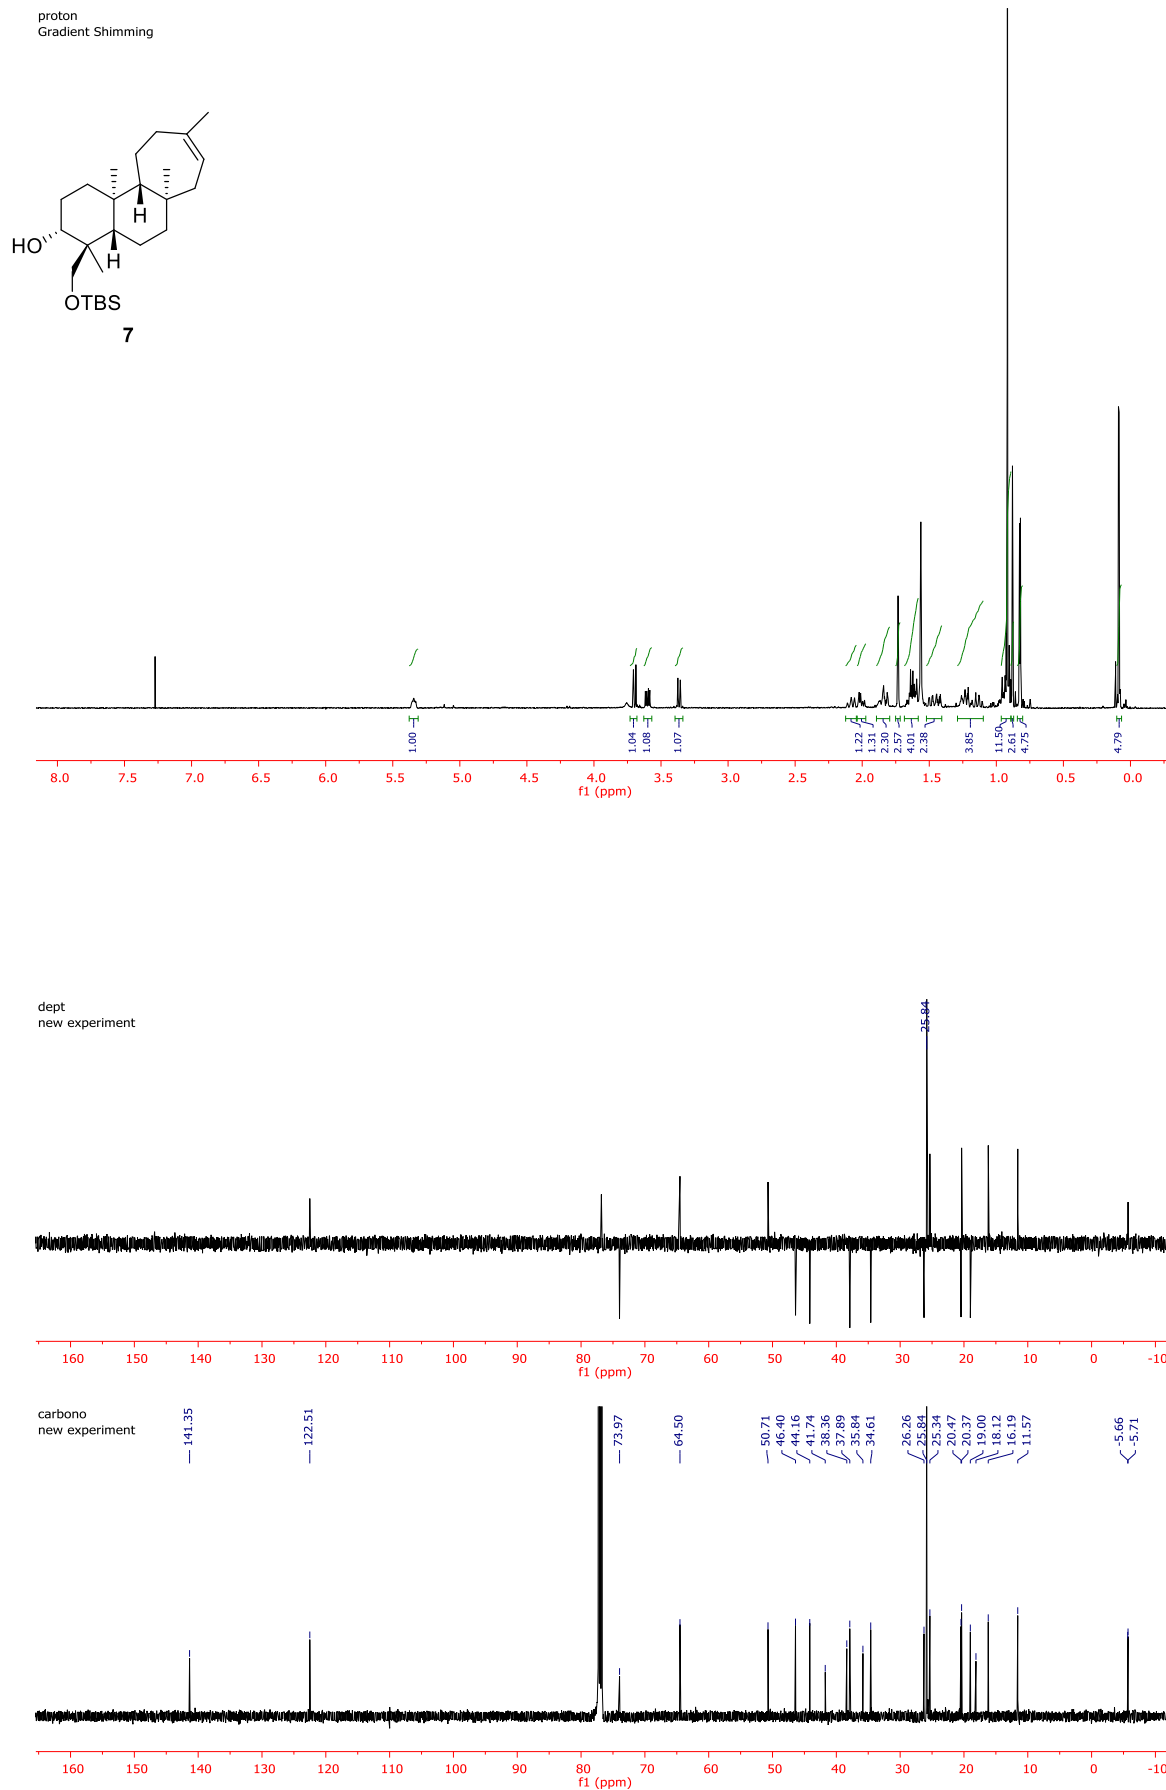 proton
Gradient Shimming
H
H
HO
OTBS
7
1.00
1.04
1.08
1.07
1.22
1.31
2.30
2.57
4.01
2.38
3.85
11.50
2.61
4.75
4.79
8.0 7.5 7.0 6.5 6.0 5.5 5.0 4.5 4.0 3.5 3.0 2.5 2.0 1.5 1.0 0.5 0.0
f1 (ppm)
dept
new experiment
25.84
160 150 140 130 120 110 100 90 80 70 60 50 40 30 20 10 0 -10
f1 (ppm)
carbono
new experiment
141.35
122.51
73.97
64.50
50.71
46.40
44.16
41.74
38.36
37.89
35.84
34.61
26.26
25.84
25.34
20.47
20.37
19.00
18.12
16.19
11.57
-5.66
-5.71
160 150 140 130 120 110 100 90 80 70 60 50 40 30 20 10 0 -10
f1 (ppm)